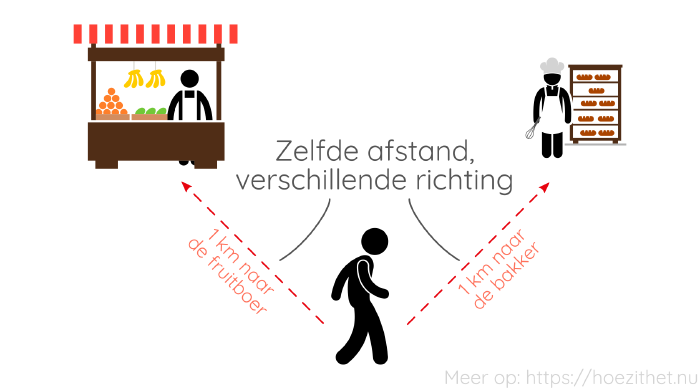 Zelfde afstand,
verschillende richting
1 km naar
de fruitboer
1 km naar
de bakker
Meer op: https://hoezithet.nu